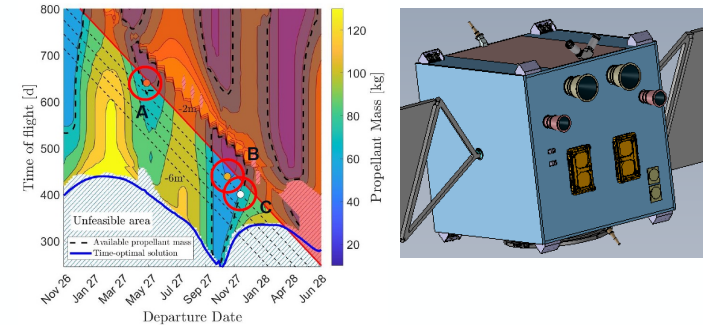 800
700
600
500
400
300
Time of flight [d]
A
-2m
B
-6m
C
Unfeasible area
Available propellant mass
Time-optimal solution
Nov 26
Jan 27
Mar 27
May 27
Jul 27
Sep 27
Nov 27
Jan 28
Apr 28
Jun 28
Departure Date
120
100
80
60
40
20
Propellant Mass [kg]